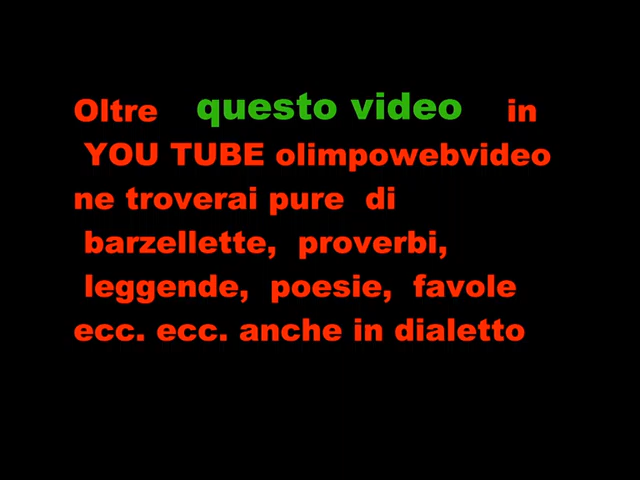 Oltre questo video in
YOU TUBE olimpowebvideo
ne troverai pure di
barzellette, proverbi,
leggende, poesie, favole
ecc. ecc. anche in dialetto